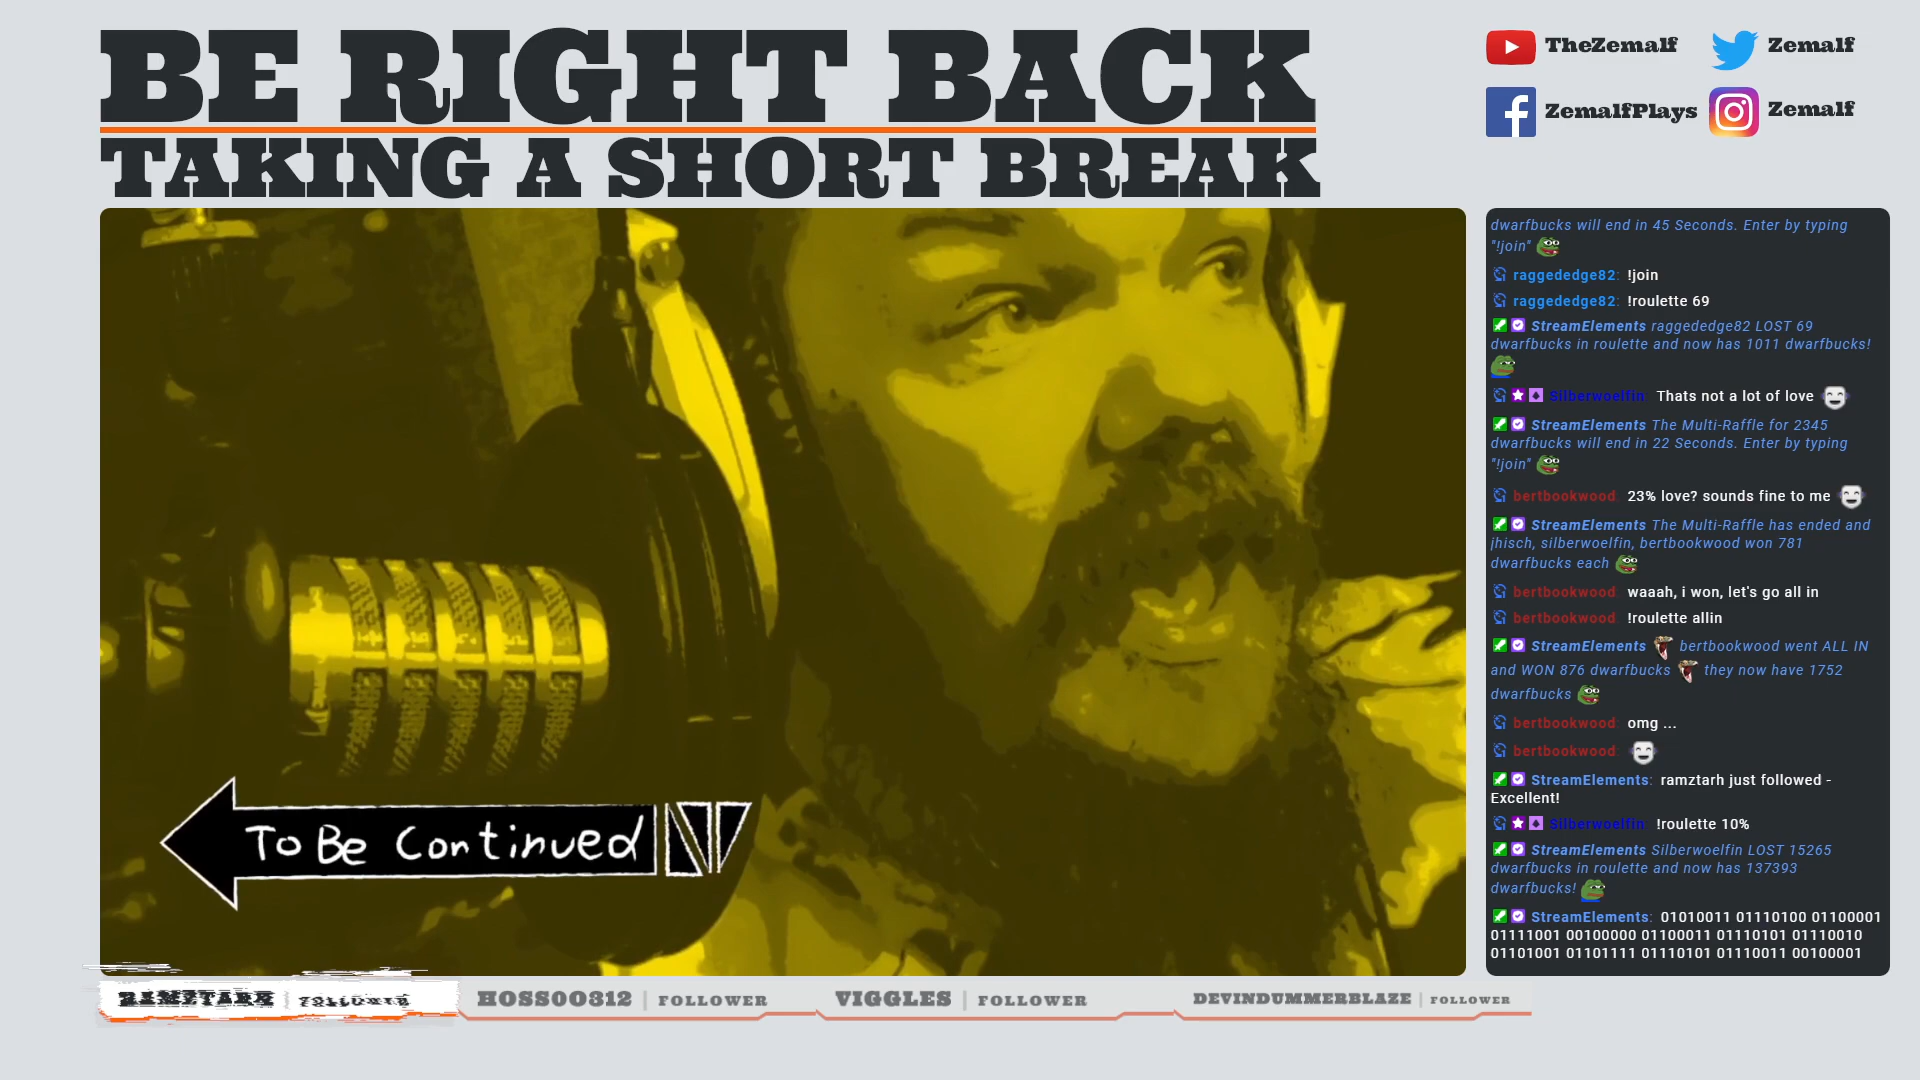 BE RIGHT BACK
TAKING A SHORT BREAK
TheZemalf
Zemalf
ZemalfPlays
Zemalf
dwarfbucks will end in 45 Seconds. Enter by typing
"!join"
raggededge82: !join
raggededge82: !roulette 69
StreamElements raggededge82 LOST 69
dwarfbucks in roulette and now has 1011 dwarfbucks!
Silberwoelfin: Thats not a lot of love
StreamElements The Multi-Raffle for 2345
dwarfbucks will end in 22 Seconds. Enter by typing
"!join"
bertbookwood: 23% love? sounds fine to me
StreamElements The Multi-Raffle has ended and
jhisch, silberwoelfin, bertbookwood won 781
dwarfbucks each
bertbookwood: waaah, i won, let's go all in
bertbookwood: !roulette allin
StreamElements bertbookwood went ALL IN
and WON 876 dwarfbucks they now have 1752
dwarfbucks
bertbookwood: omg ...
bertbookwood:
StreamElements: ramztarh just followed -
Excellent!
Silberwoelfin: !roulette 10%
StreamElements Silberwoelfin LOST 15265
dwarfbucks in roulette and now has 137393
dwarfbucks!
StreamElements: 01010011 01110100 01100001
01111001 00100000 01100011 01110101 01110010
01101001 01101111 01110101 01110011 00100001
To Be Continued
RAMZTARH | FOLLOWER
HOSS00312 | FOLLOWER
VIGGLES | FOLLOWER
DEVINDUMMERBLAZE | FOLLOWER